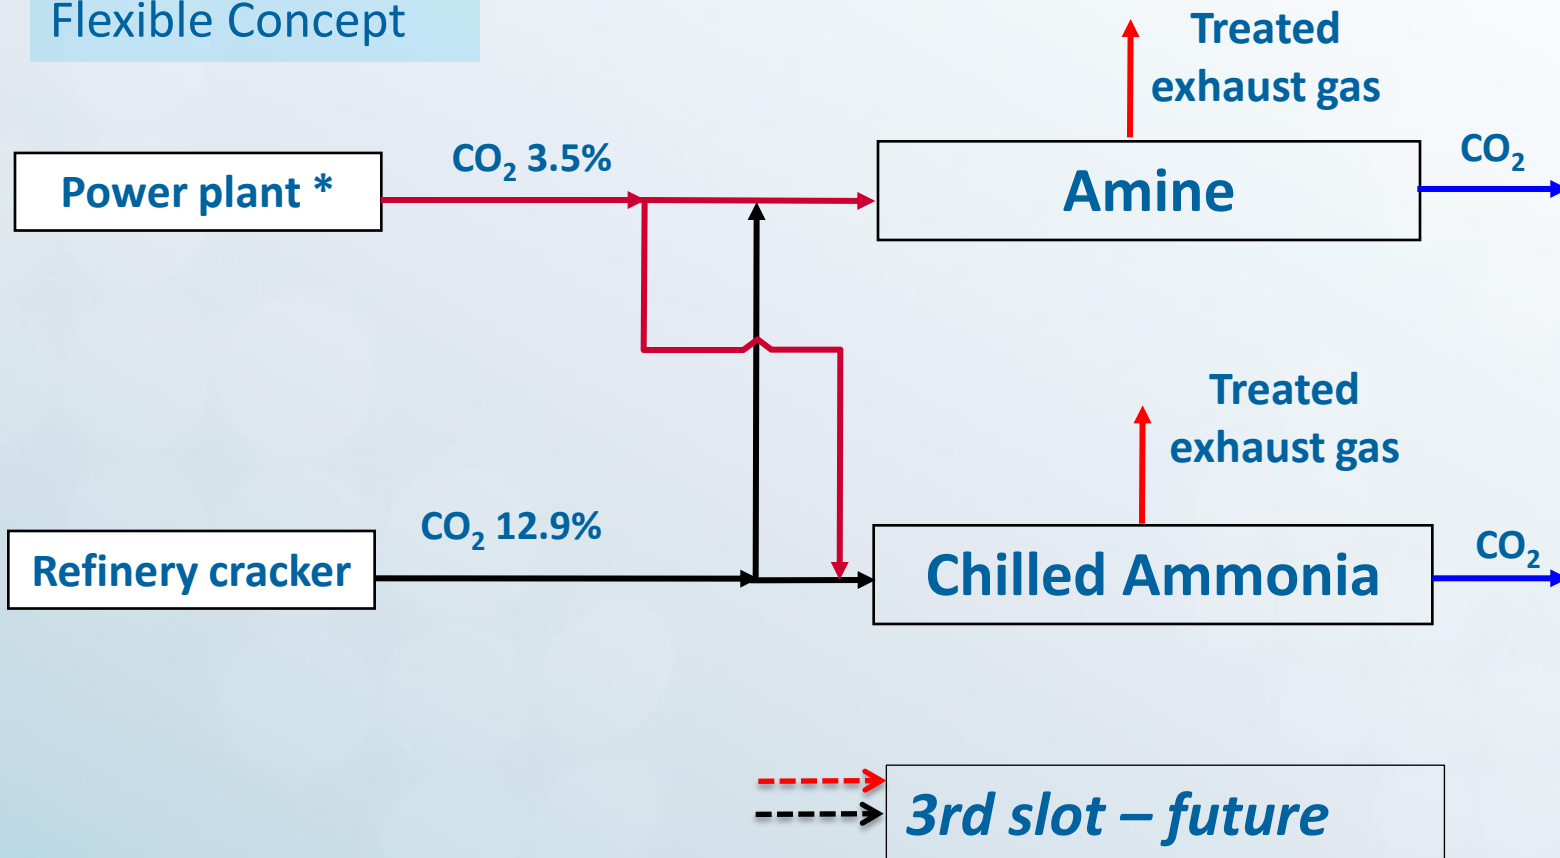 Flexible Concept
Treated
exhaust gas
CO₂ 3.5%
CO₂
Power plant *
Amine
Treated
exhaust gas
CO₂ 12.9%
CO₂
Refinery cracker
Chilled Ammonia
3rd slot – future